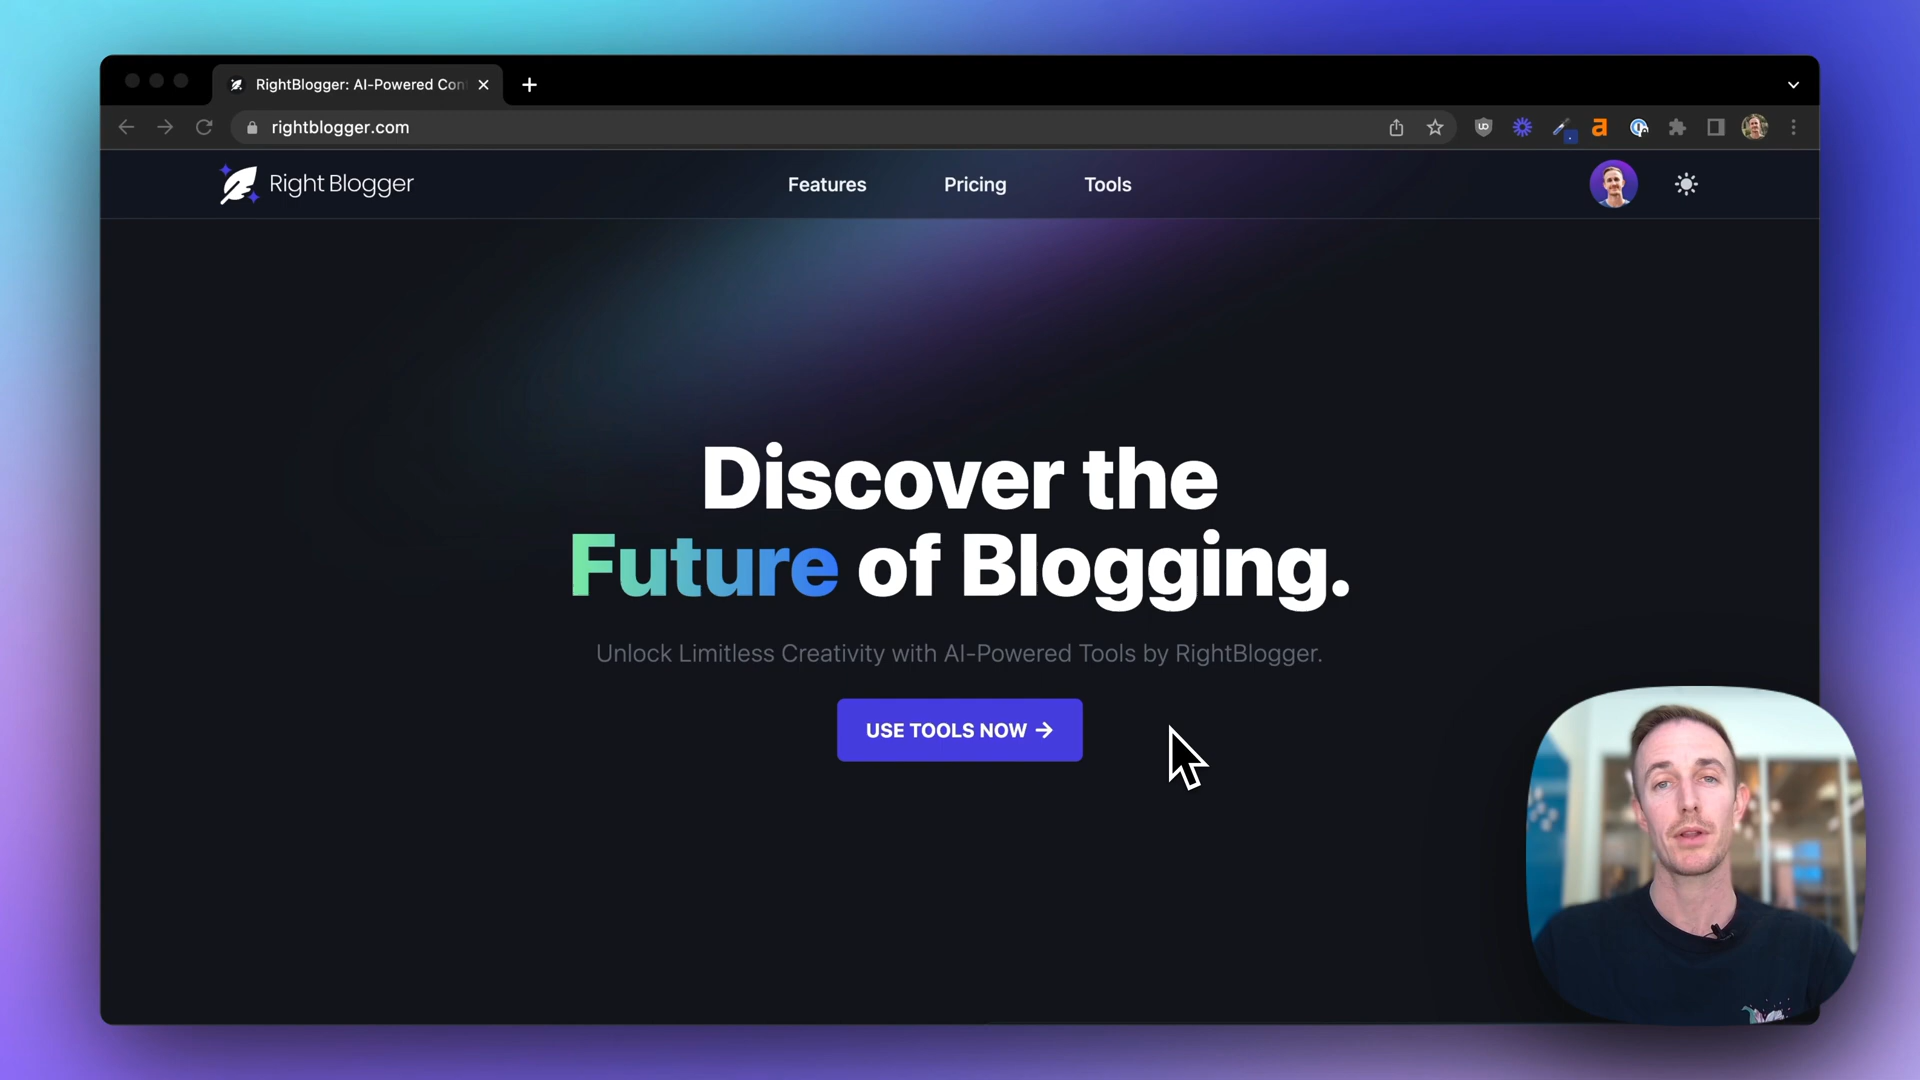 RightBlogger: AI-Powered Con
rightblogger.com
Right Blogger
Features
Pricing
Tools
Discover the
Future of Blogging.
Unlock Limitless Creativity with AI-Powered Tools by RightBlogger.
USE TOOLS NOW →